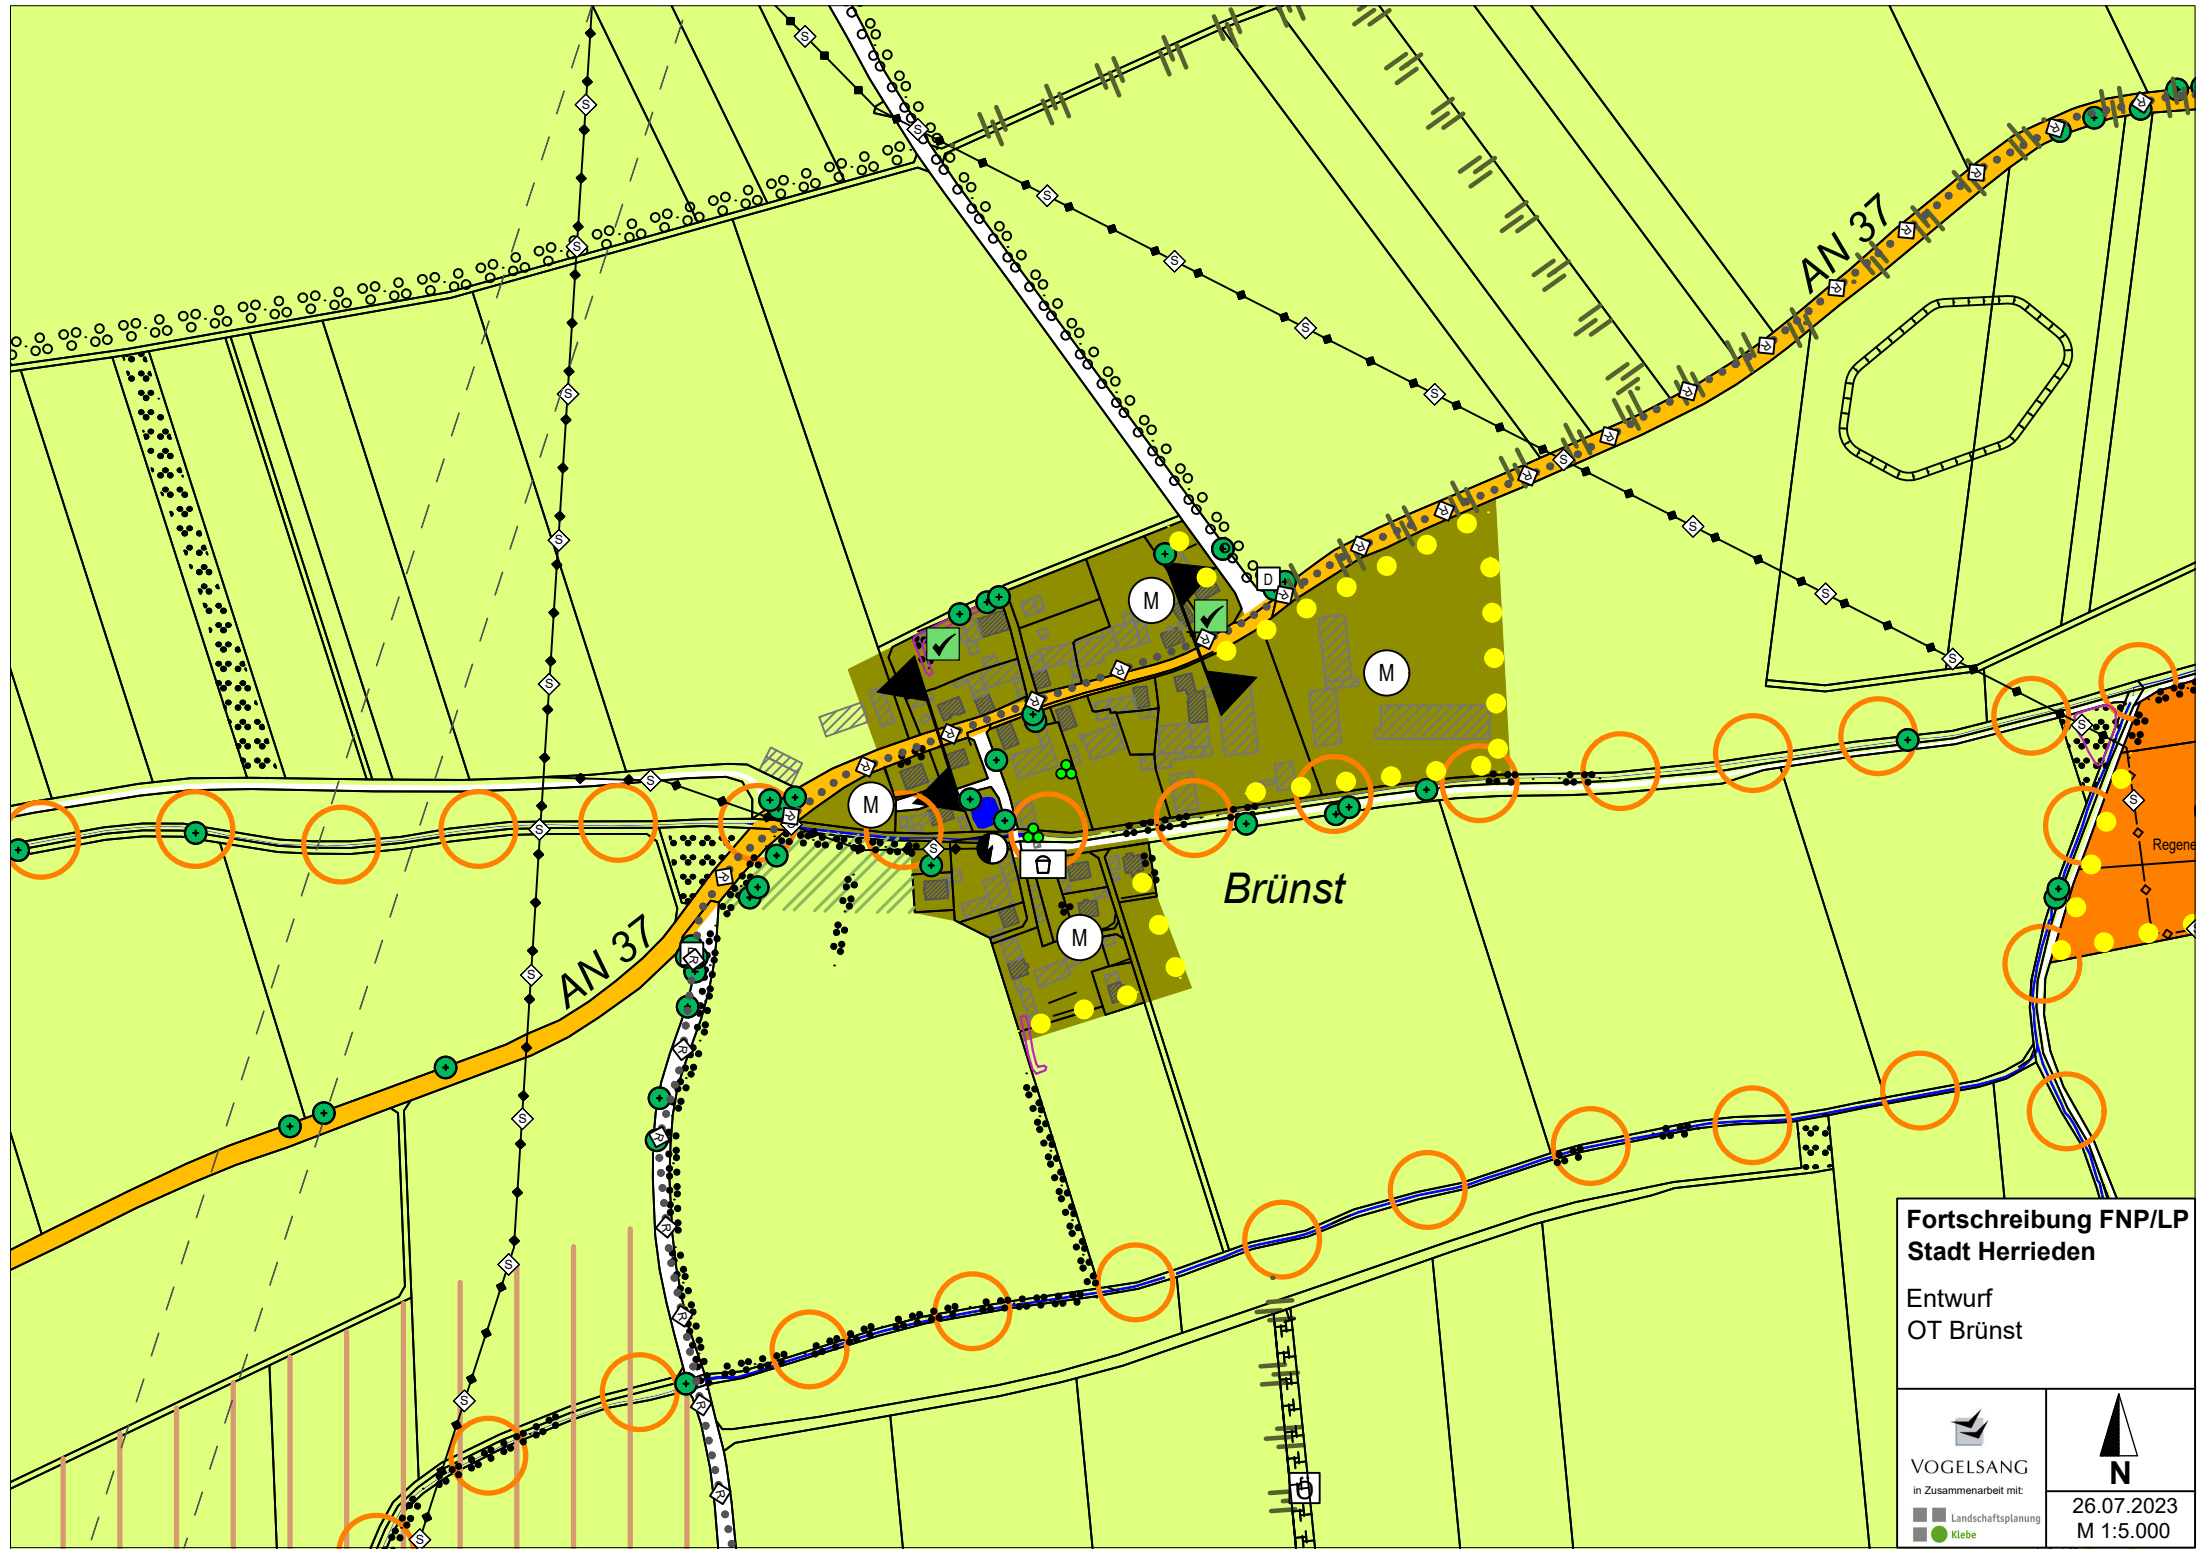 AN 37
M
D
M
M
Brünst
M
AN 37
Regene
Fortschreibung FNP/LP
Stadt Herrieden
Entwurf
OT Brünst
VOGELSANG
in Zusammenarbeit mit:
Landschaftsplanung
Klebe
N
26.07.2023
M 1:5.000